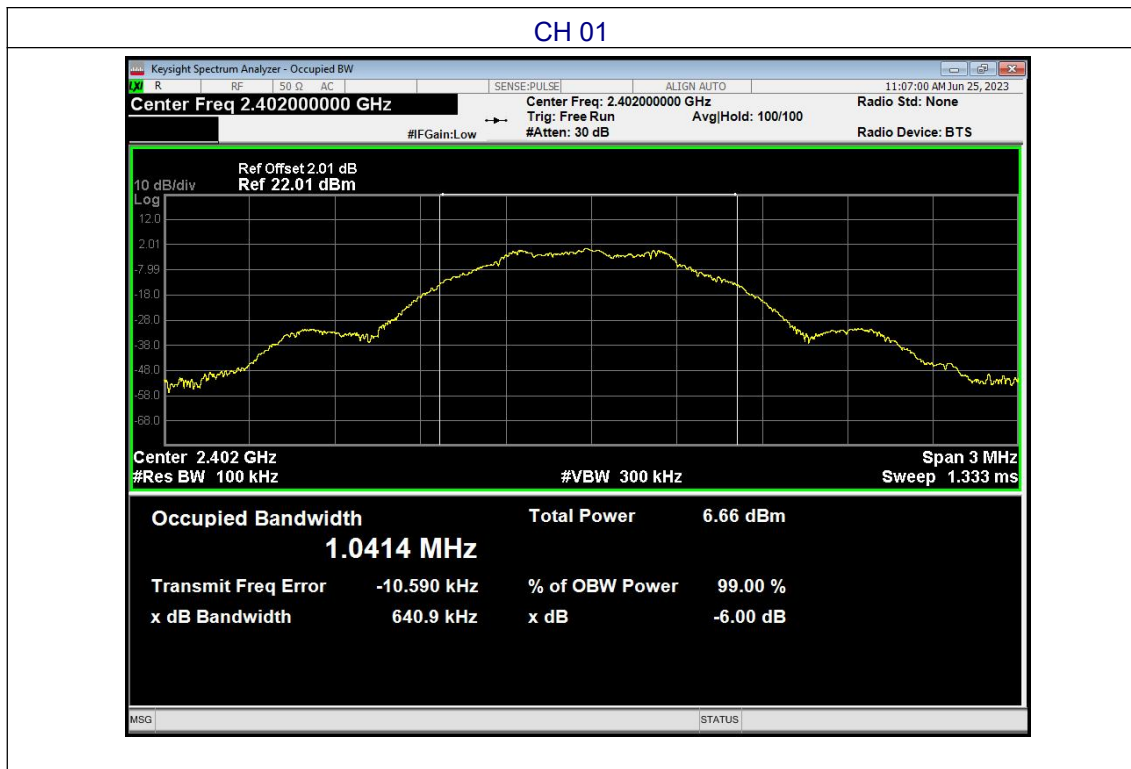 CH 01
Keysight Spectrum Analyzer - Occupied BW
LXI R RF 50 Ω AC SENSE:PULSE ALIGN AUTO 11:07:00 AM Jun 25, 2023
Center Freq 2.402000000 GHz Center Freq: 2.402000000 GHz Radio Std: None
Trig: Free Run Avg|Hold: 100/100
#IFGain:Low #Atten: 30 dB Radio Device: BTS
Ref Offset 2.01 dB
10 dB/div Ref 22.01 dBm
Log
12.0
2.01
-7.99
-18.0
-28.0
-38.0
-48.0
-58.0
-68.0
Center 2.402 GHz Span 3 MHz
#Res BW 100 kHz #VBW 300 kHz Sweep 1.333 ms
Occupied Bandwidth Total Power 6.66 dBm
1.0414 MHz
Transmit Freq Error -10.590 kHz % of OBW Power 99.00 %
x dB Bandwidth 640.9 kHz x dB -6.00 dB
MSG STATUS